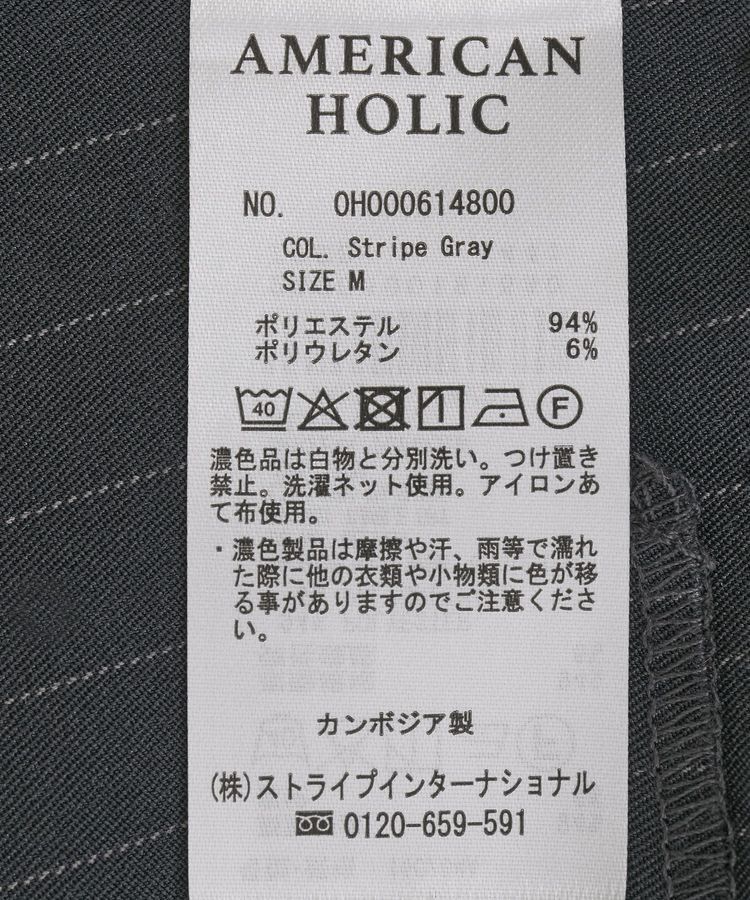 AMERICAN
HOLIC
NO. 0H000614800
COL. Stripe Gray
SIZE M
ポリエステル 94%
ポリウレタン 6%
40 F
濃色品は白物と分別洗い。つけ置き
禁止。洗濯ネット使用。アイロンあ
て布使用。
・濃色製品は摩擦や汗、雨等で濡れ
た際に他の衣類や小物類に色が移
る事がありますのでご注意くださ
い。
カンボジア製
(株)ストライプインターナショナル
0120-659-591